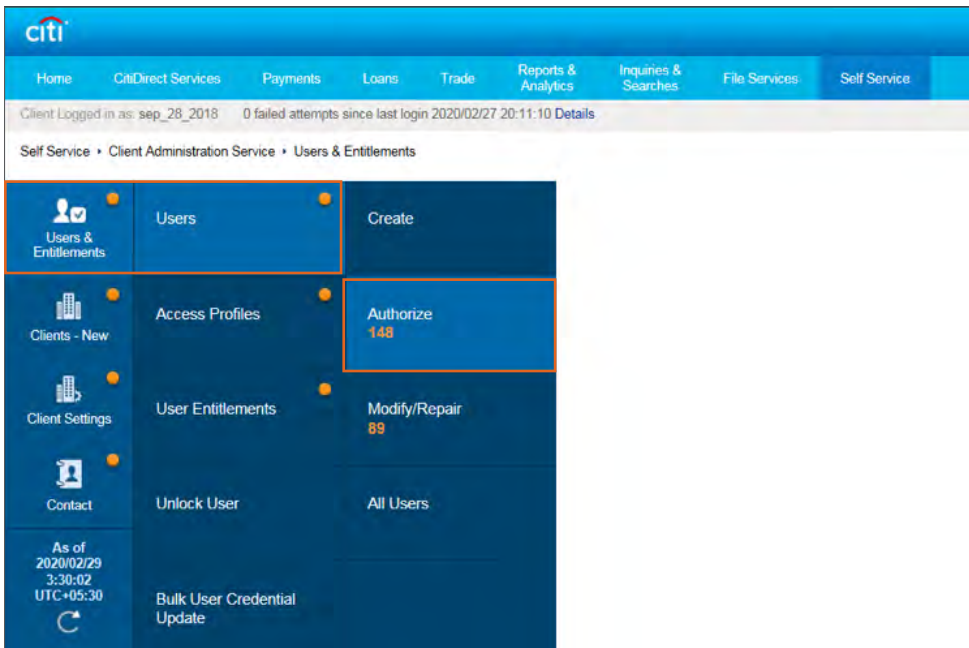 citi
Home CitiDirect Services Payments Loans Trade Reports & Analytics Inquiries & Searches File Services Self Service
Client Logged in as: sep_28_2018 0 failed attempts since last login 2020/02/27 20:11:10 Details
Self Service ▸ Client Administration Service ▸ Users & Entitlements
Users &
Entitlements
Users
Create
Clients - New
Access Profiles
Authorize
148
Client Settings
User Entitlements
Modify/Repair
89
Contact
Unlock User
All Users
As of
2020/02/29
3:30:02
UTC+05:30
Bulk User Credential
Update